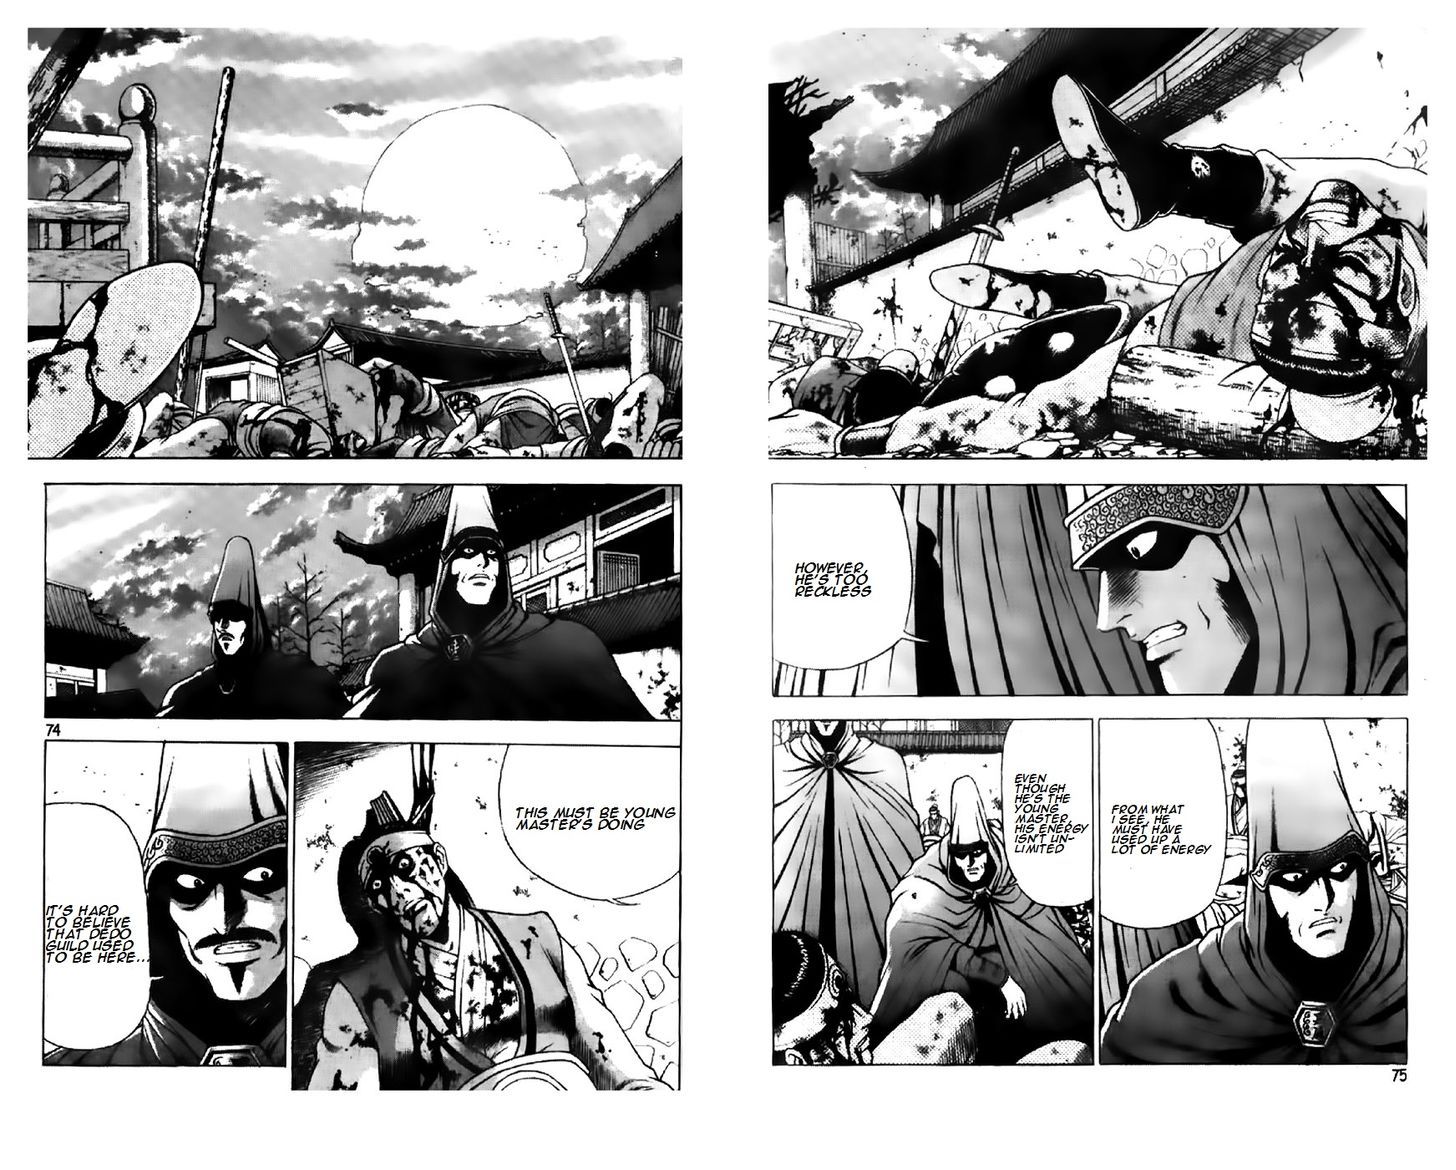 74
IT'S HARD
TO BELIEVE
THAT DEDO
GUILD USED
TO BE HERE...
THIS MUST BE YOUNG
MASTER'S DOING
HOWEVER,
HE'S TOO
RECKLESS
EVEN
THOUGH
HE'S THE
YOUNG
MASTER,
HIS ENERGY
ISN'T UN-
LIMITED
FROM WHAT
I SEE, HE
MUST HAVE
USED UP A
LOT OF ENERGY
75